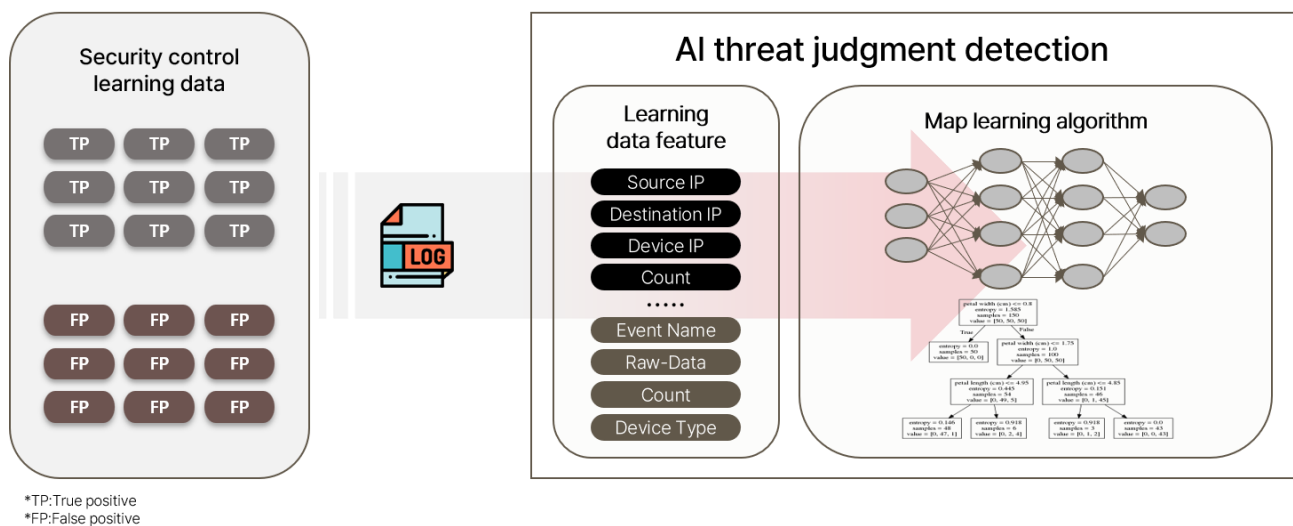 Security control
learning data
TP TP TP
TP TP TP
TP TP TP
FP FP FP
FP FP FP
FP FP FP
*TP:True positive
*FP:False positive
LOG
AI threat judgment detection
Learning
data feature
Source IP
Destination IP
Device IP
Count
.....
Event Name
Raw-Data
Count
Device Type
Map learning algorithm
petal width (cm) <= 0.8
entropy = 1.585
samples = 150
value = [50, 50, 50]
True
False
entropy = 0.0
samples = 50
value = [50, 0, 0]
petal width (cm) <= 1.75
entropy = 1.0
samples = 100
value = [0, 50, 50]
petal length (cm) <= 4.95
entropy = 0.445
samples = 54
value = [0, 49, 5]
petal length (cm) <= 4.85
entropy = 0.151
samples = 46
value = [0, 1, 45]
entropy = 0.146
samples = 48
value = [0, 47, 1]
entropy = 0.918
samples = 6
value = [0, 2, 4]
entropy = 0.918
samples = 3
value = [0, 1, 2]
entropy = 0.0
samples = 43
value = [0, 0, 43]